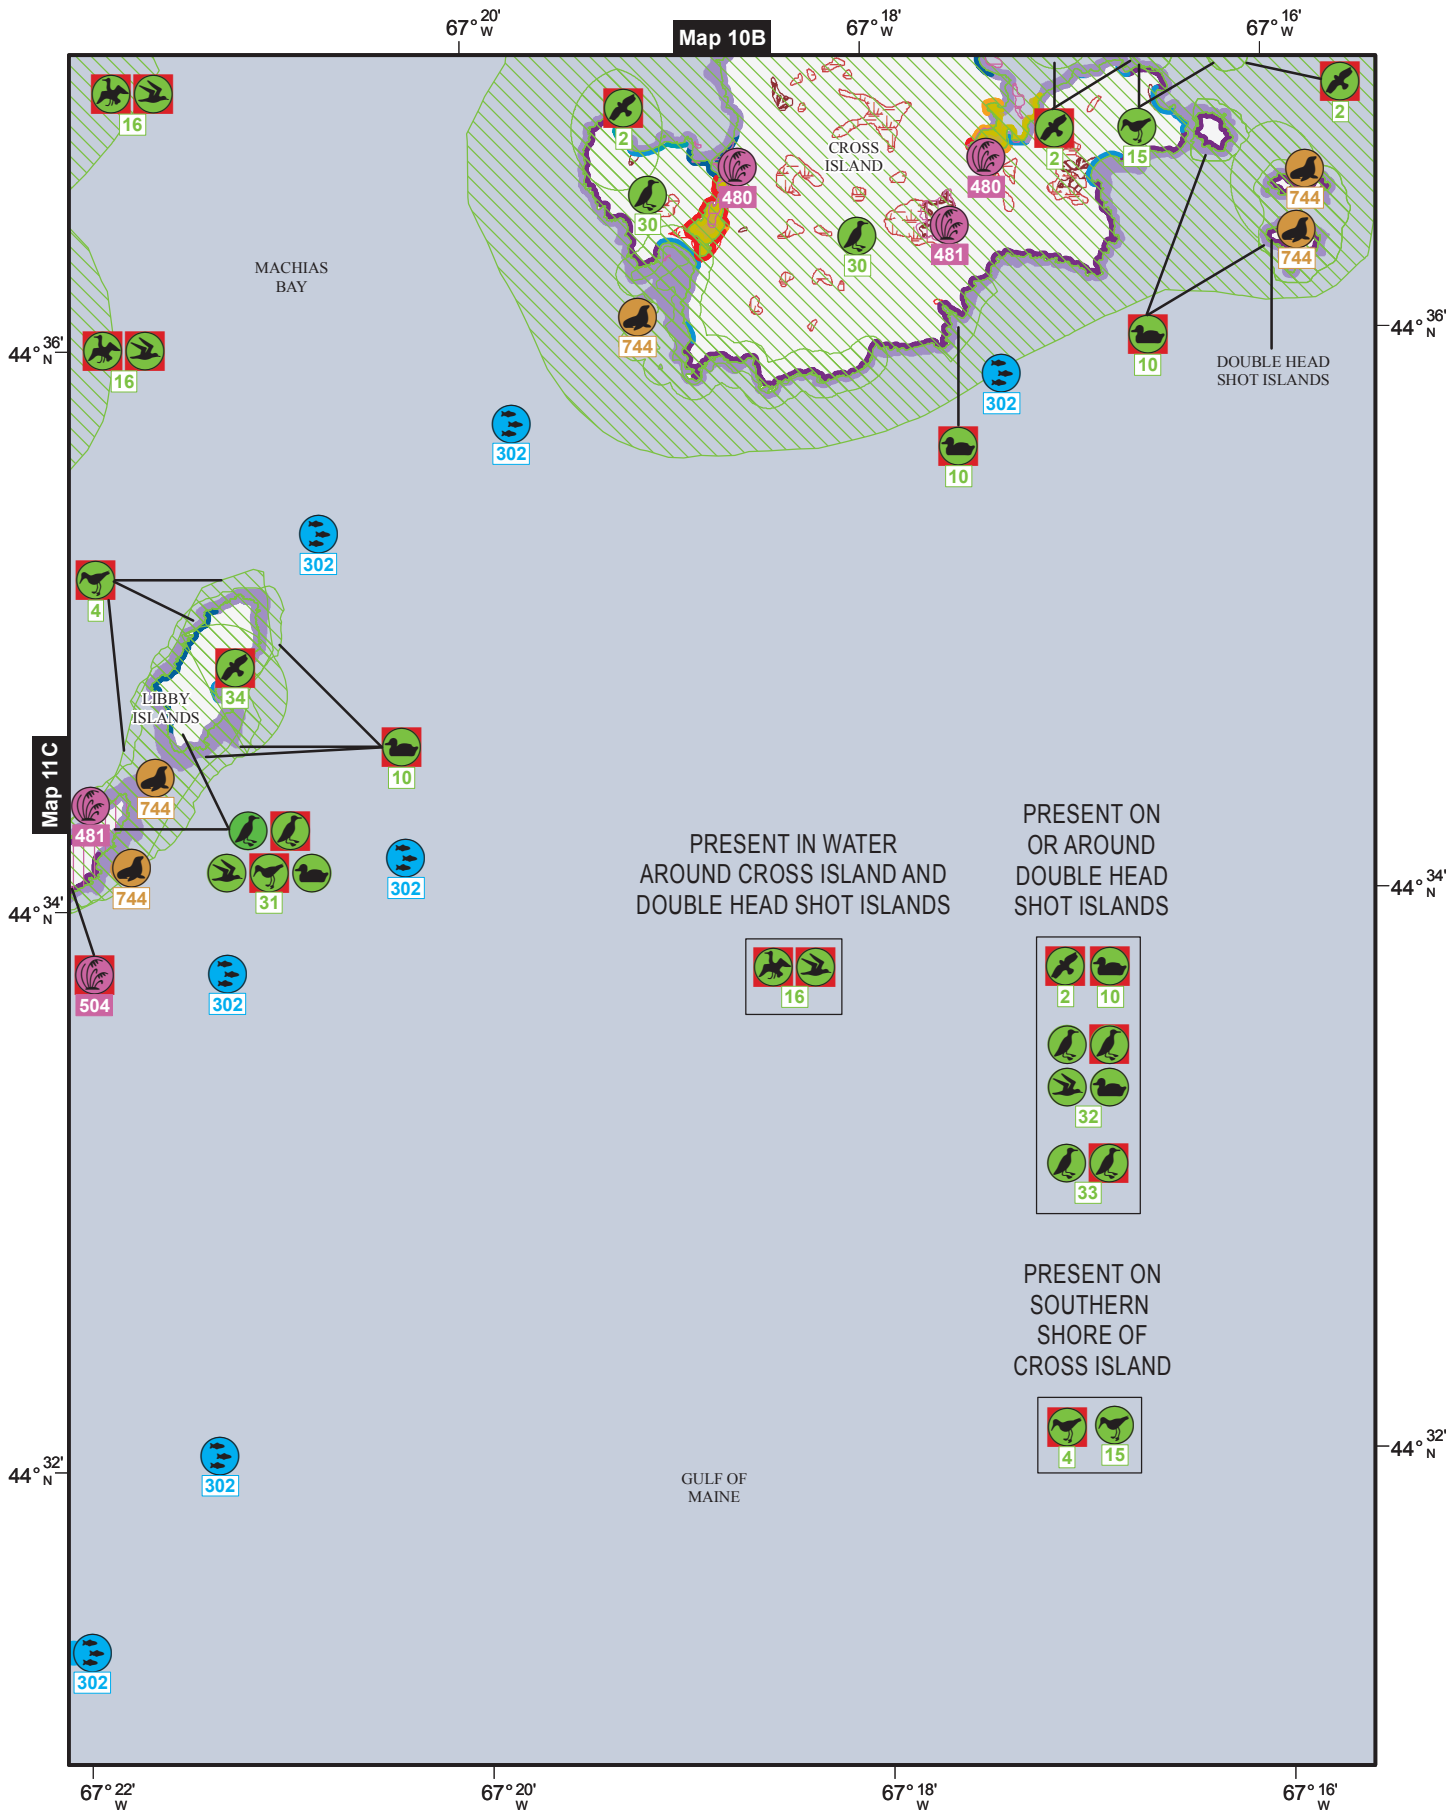 67° 20' W
Map 10B
67° 18' W
67° 16' W
16
2
2
2
15
CROSS
ISLAND
480
480
744
30
30
481
744
MACHIAS
BAY
744
10
44° 36' N
44° 36' N
16
DOUBLE HEAD
SHOT ISLANDS
302
302
10
302
4
34
LIBBY
ISLANDS
10
Map 11C
744
481
744
31
302
PRESENT IN WATER
AROUND CROSS ISLAND AND
DOUBLE HEAD SHOT ISLANDS
16
PRESENT ON
OR AROUND
DOUBLE HEAD
SHOT ISLANDS
2 10
32
33
44° 34' N
44° 34' N
504
302
PRESENT ON
SOUTHERN
SHORE OF
CROSS ISLAND
4 15
44° 32' N
44° 32' N
302
GULF OF
MAINE
302
67° 22' W
67° 20' W
67° 18' W
67° 16' W